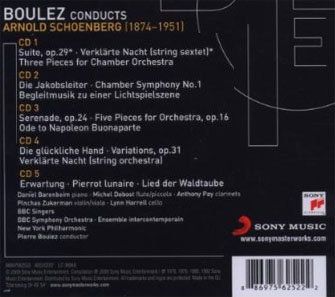 BOULEZ CONDUCTS
ARNOLD SCHOENBERG (1874–1951)
CD 1
Suite, op.29* · Verklärte Nacht (string sextet)*
Three Pieces for Chamber Orchestra
CD 2
Die Jakobsleiter · Chamber Symphony No.1
Begleitmusik zu einer Lichtspielszene
CD 3
Serenade, op.24 · Five Pieces for Orchestra, op.16
Ode to Napoleon Buonaparte
CD 4
Die glückliche Hand · Variations, op.31
Verklärte Nacht (string orchestra)
CD 5
Erwartung · Pierrot lunaire · Lied der Waldtaube
Daniel Barenboim piano · Michel Debost flute/piccolo · Anthony Pay clarinets
Pinchas Zukerman violin/viola · Lynn Harrell cello
BBC Singers
BBC Symphony Orchestra · Ensemble intercontemporain
New York Philharmonic
Pierre Boulez conductor
SONY MUSIC
www.sonymasterworks.com
8 86975 62522 2